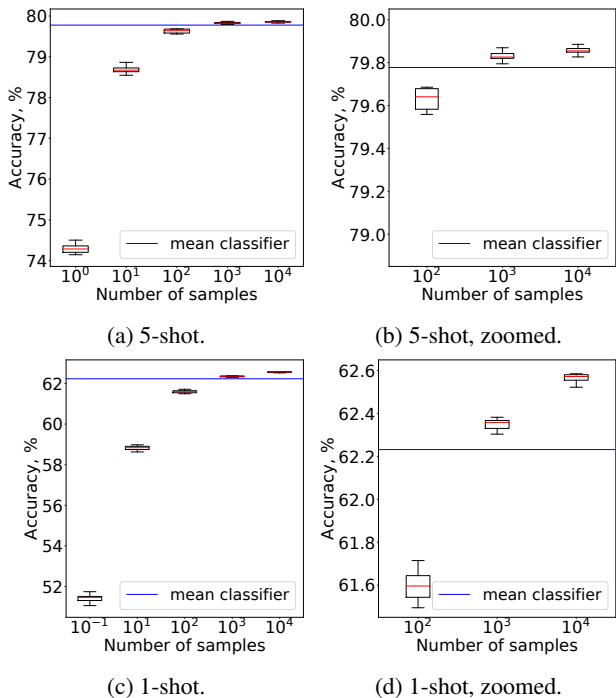 80
79
78
77
76
75
74
Accuracy, %
mean classifier
10^0 10^1 10^2 10^3 10^4
Number of samples
(a) 5-shot.
80.0
79.8
79.6
79.4
79.2
79.0
Accuracy, %
mean classifier
10^2 10^3 10^4
Number of samples
(b) 5-shot, zoomed.
62
60
58
56
54
52
Accuracy, %
mean classifier
10^−1 10^1 10^2 10^3 10^4
Number of samples
(c) 1-shot.
62.6
62.4
62.2
62.0
61.8
61.6
Accuracy, %
mean classifier
10^2 10^3 10^4
Number of samples
(d) 1-shot, zoomed.